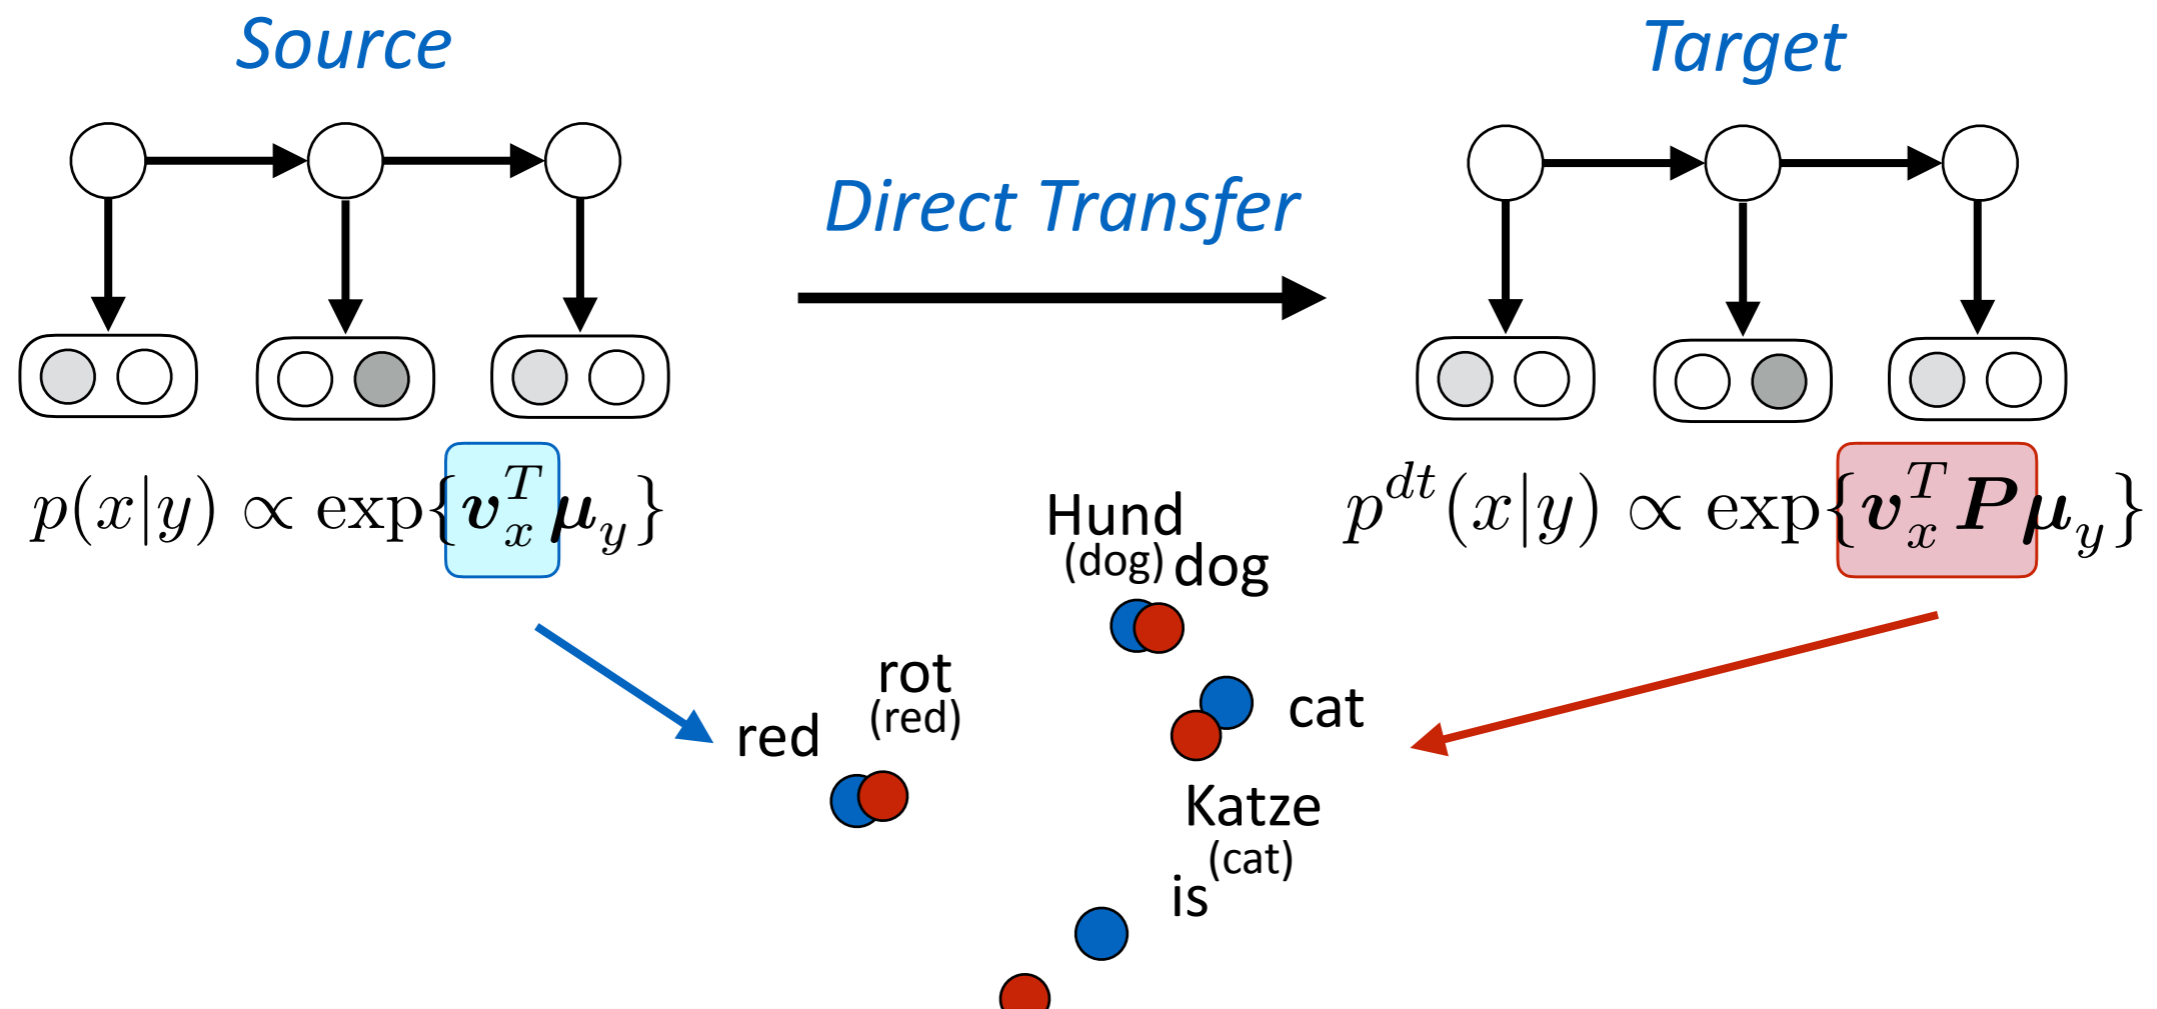 Source
Target
Direct Transfer
p(x|y) ∝ exp{v_x^T μ_y}
p^{dt}(x|y) ∝ exp{v_x^T P μ_y}
Hund
(dog) dog
rot
(red)
red
cat
Katze
(cat)
is